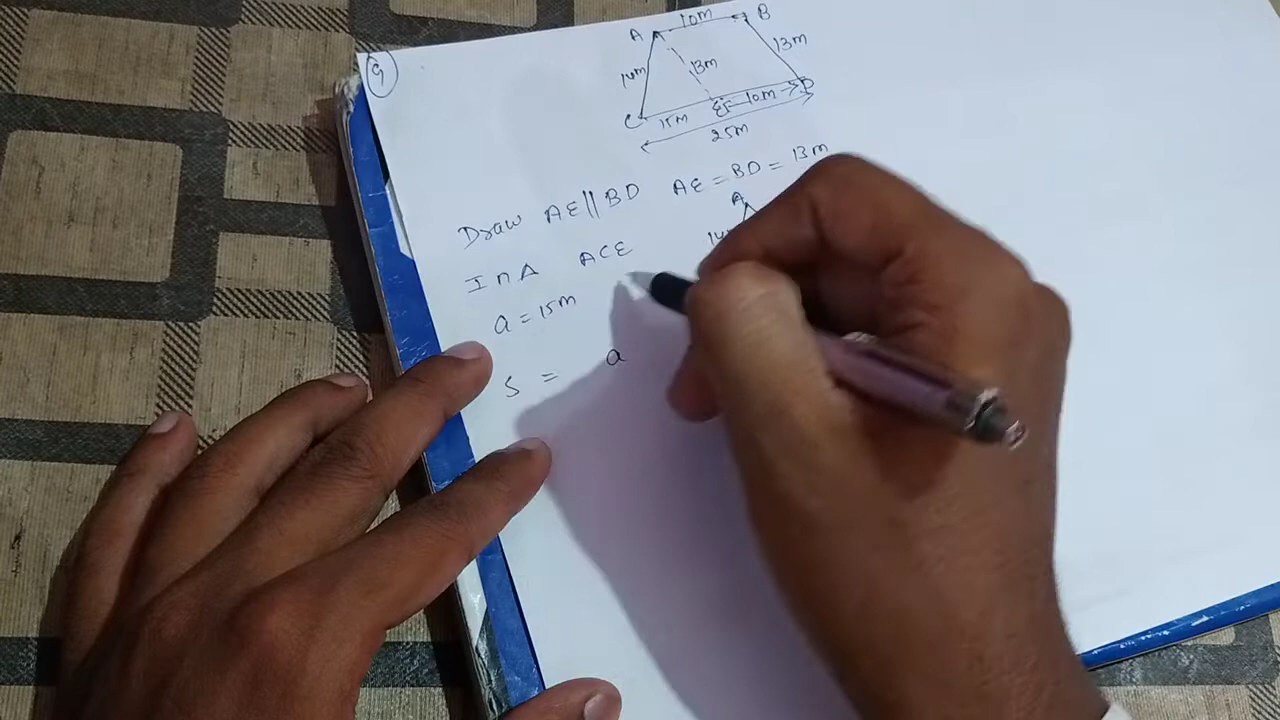 9
10m
A B
14m 13m 13m
C E 10m D
15m
25m
Draw AE||BD AE = BD = 13m
A
In Δ ACE
a = 15m
S = a